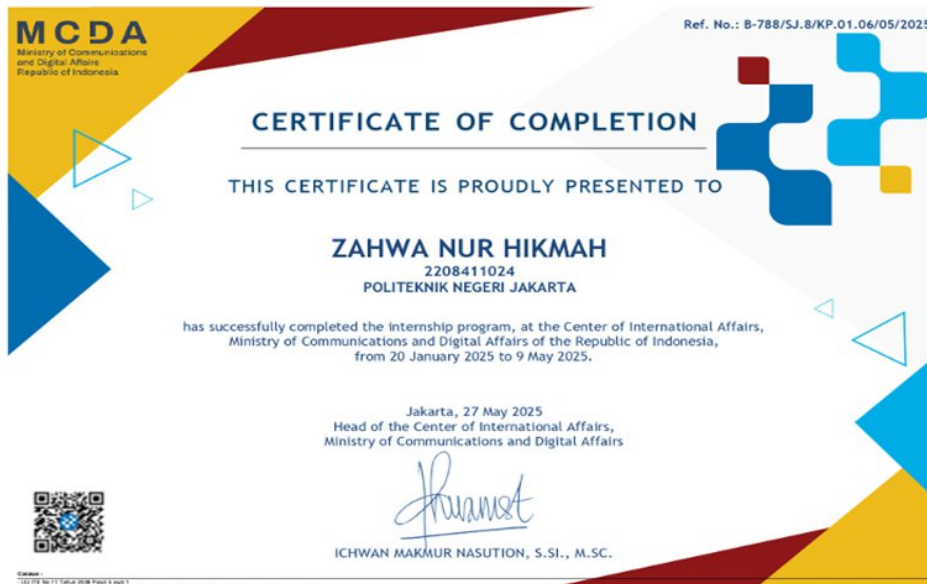 MCDA
Ministry of Communications
and Digital Affairs
Republic of Indonesia
Ref. No.: B-788/SJ.8/KP.01.06/05/2025
CERTIFICATE OF COMPLETION
THIS CERTIFICATE IS PROUDLY PRESENTED TO
ZAHWA NUR HIKMAH
2208411024
POLITEKNIK NEGERI JAKARTA
has successfully completed the internship program, at the Center of International Affairs,
Ministry of Communications and Digital Affairs of the Republic of Indonesia,
from 20 January 2025 to 9 May 2025.
Jakarta, 27 May 2025
Head of the Center of International Affairs,
Ministry of Communications and Digital Affairs
ICHWAN MAKMUR NASUTION, S.SI., M.SC.
Catatan :